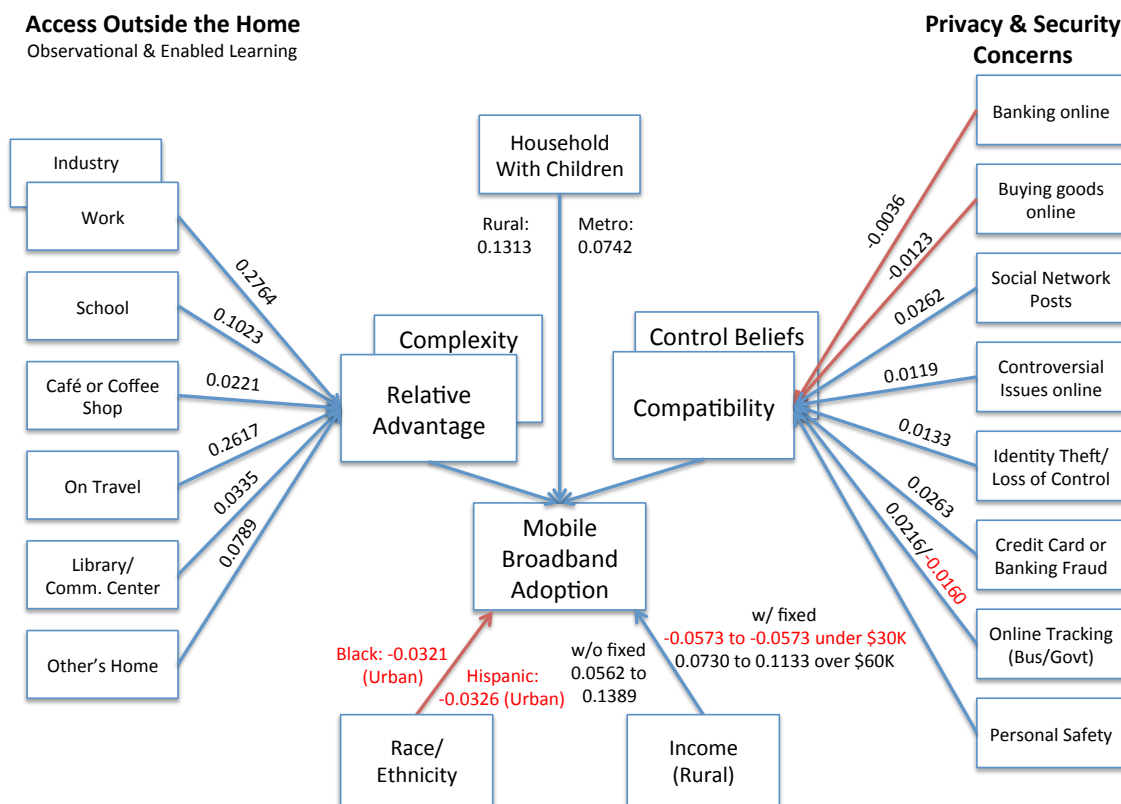 Access Outside the Home
Observational & Enabled Learning
Privacy & Security
Concerns
Industry
Work
School
Café or Coffee
Shop
On Travel
Library/
Comm. Center
Other's Home
0.2764
0.1023
0.0221
0.2617
0.0335
0.0789
Household
With Children
Rural:
0.1313
Metro:
0.0742
Complexity
Relative
Advantage
Control Beliefs
Compatibility
Mobile
Broadband
Adoption
Banking online
Buying goods
online
Social Network
Posts
Controversial
Issues online
Identity Theft/
Loss of Control
Credit Card or
Banking Fraud
Online Tracking
(Bus/Govt)
Personal Safety
-0.0036
-0.0123
0.0262
0.0119
0.0133
0.0263
0.0216/-0.0160
Black: -0.0321
(Urban)
Hispanic:
-0.0326 (Urban)
w/o fixed
0.0562 to
0.1389
w/ fixed
-0.0573 to -0.0573 under $30K
0.0730 to 0.1133 over $60K
Race/
Ethnicity
Income
(Rural)